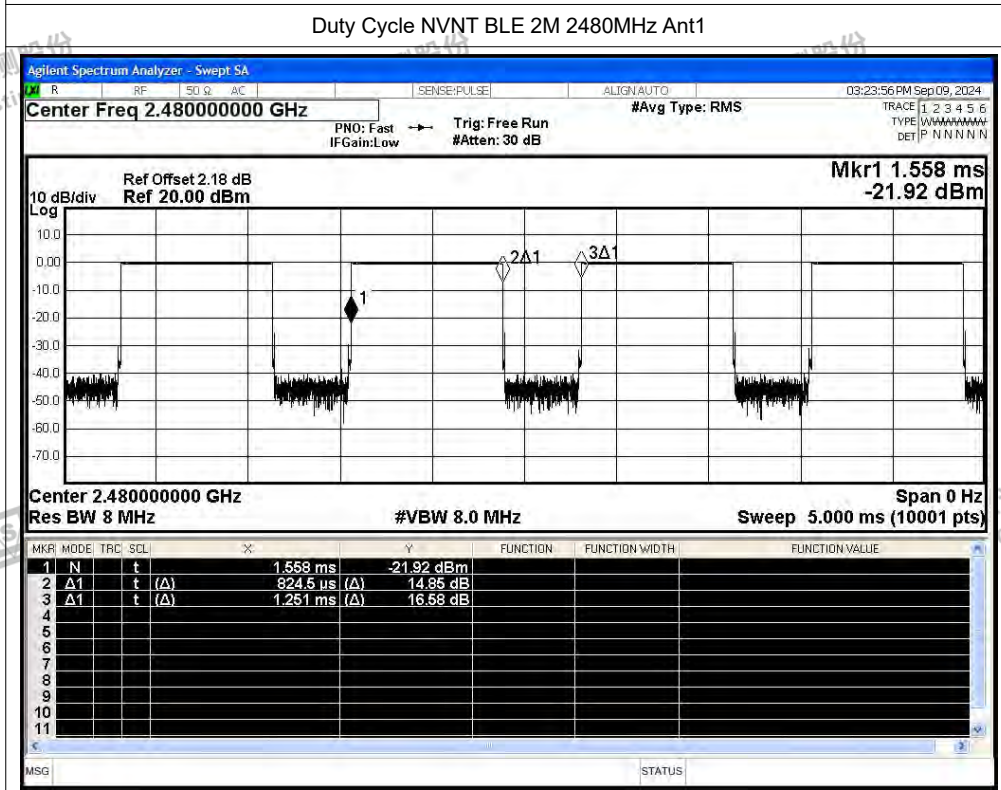 Duty Cycle NVNT BLE 2M 2480MHz Ant1
Agilent Spectrum Analyzer - Swept SA
R RF 50 Ω AC SENSE:PULSE ALIGN AUTO 03:23:56 PM Sep 09, 2024
Center Freq 2.480000000 GHz #Avg Type: RMS TRACE 1 2 3 4 5 6
PNO: Fast Trig: Free Run TYPE
IFGain:Low #Atten: 30 dB DET P N N N N N
Mkr1 1.558 ms
Ref Offset 2.18 dB
10 dB/div Ref 20.00 dBm -21.92 dBm
Log
10.0
0.00
2Δ1 3Δ1
-10.0
1
-20.0
-30.0
-40.0
-50.0
-60.0
-70.0
Center 2.480000000 GHz Span 0 Hz
Res BW 8 MHz #VBW 8.0 MHz Sweep 5.000 ms (10001 pts)
MKR MODE TRC SCL X Y FUNCTION FUNCTION WIDTH FUNCTION VALUE
1 N t 1.558 ms -21.92 dBm
2 Δ1 t (Δ) 824.5 µs (Δ) 14.85 dB
3 Δ1 t (Δ) 1.251 ms (Δ) 16.58 dB
4
5
6
7
8
9
10
11
MSG STATUS